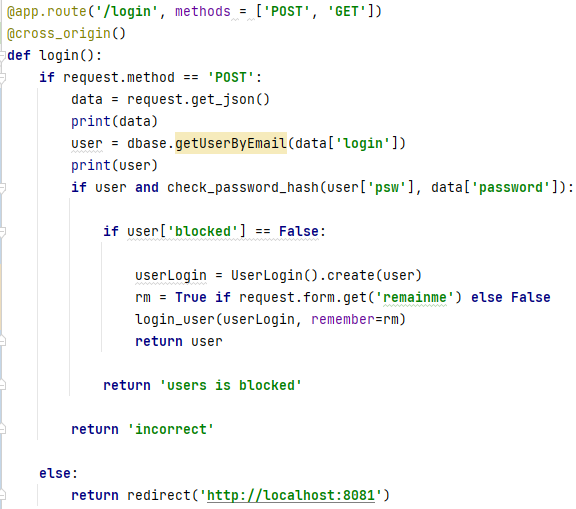 @app.route('/login', methods = ['POST', 'GET'])
@cross_origin()
def login():
    if request.method == 'POST':
        data = request.get_json()
        print(data)
        user = dbase.getUserByEmail(data['login'])
        print(user)
        if user and check_password_hash(user['psw'], data['password']):
            if user['blocked'] == False:
                userLogin = UserLogin().create(user)
                rm = True if request.form.get('remainme') else False
                login_user(userLogin, remember=rm)
                return user
            return 'users is blocked'
        return 'incorrect'
    else:
        return redirect('http://localhost:8081')